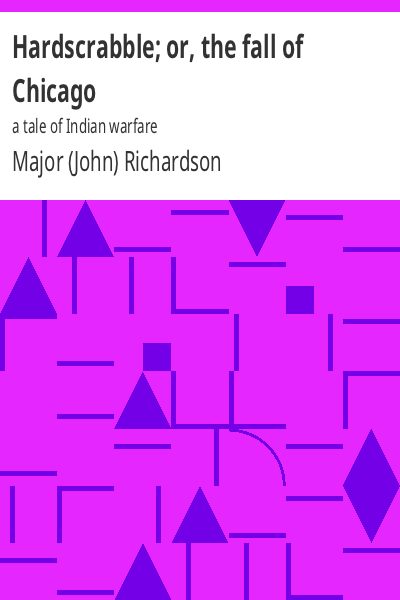 Hardscrabble; or, the fall of
Chicago
a tale of Indian warfare
Major (John) Richardson